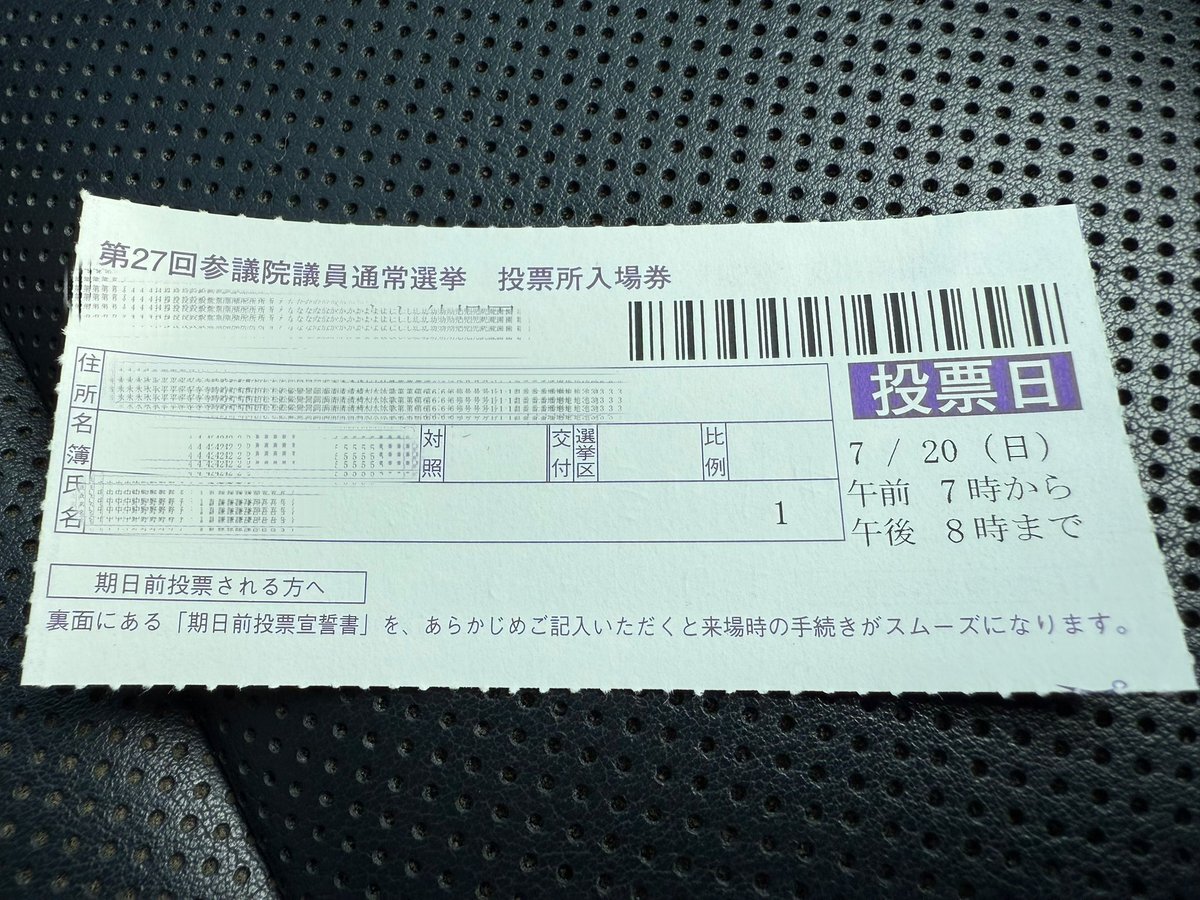 第27回参議院議員通常選挙 投票所入場券
住所
名簿
対照
交付
選挙区
比例
氏名
1
投票日
7 / 20 (日)
午前 7時から
午後 8時まで
期日前投票される方へ
裏面にある「期日前投票宣誓書」を、あらかじめご記入いただくと来場時の手続きがスムーズになります。